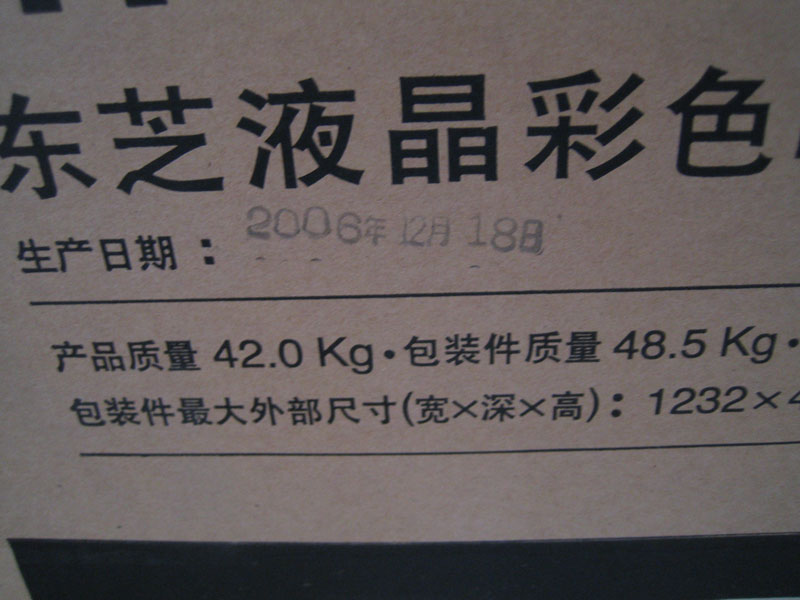 东芝液晶彩色
生产日期：2006年 12月 18日
产品质量 42.0 Kg·包装件质量 48.5 Kg·
包装件最大外部尺寸(宽×深×高)：1232×4